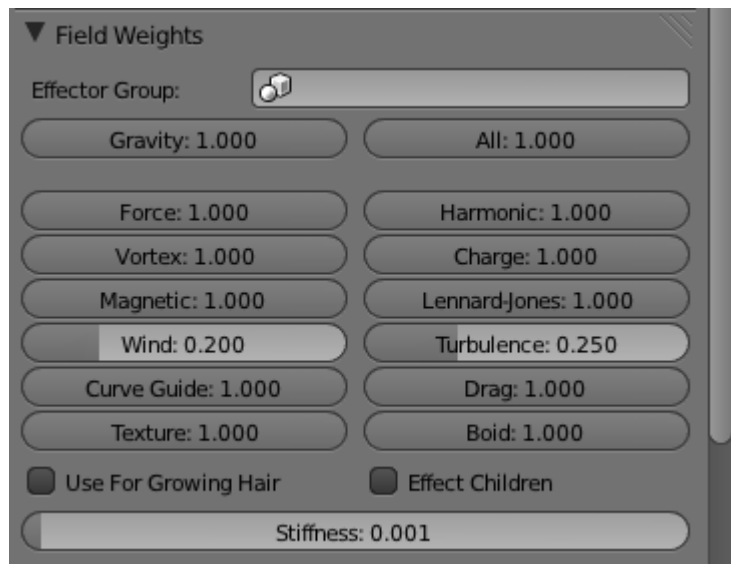 Field Weights
Effector Group:
Gravity: 1.000 All: 1.000
Force: 1.000 Harmonic: 1.000
Vortex: 1.000 Charge: 1.000
Magnetic: 1.000 Lennard-Jones: 1.000
Wind: 0.200 Turbulence: 0.250
Curve Guide: 1.000 Drag: 1.000
Texture: 1.000 Boid: 1.000
Use For Growing Hair Effect Children
Stiffness: 0.001